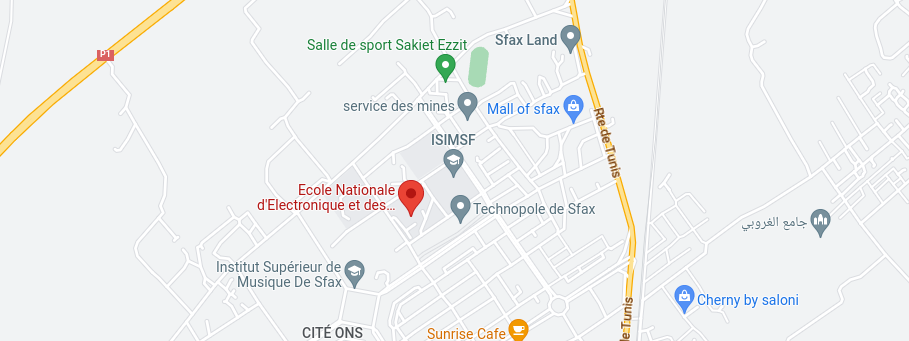 Sfax Land
Salle de sport Sakiet Ezzit
P1
service des mines
Mall of sfax
Rte de Tunis
ISIMSF
Ecole Nationale
d'Electronique et des…
Technopole de Sfax
جامع الغروبي
Institut Supérieur de
Musique De Sfax
Cherny by saloni
de Tunis
CITÉ ONS
Sunrise Cafe